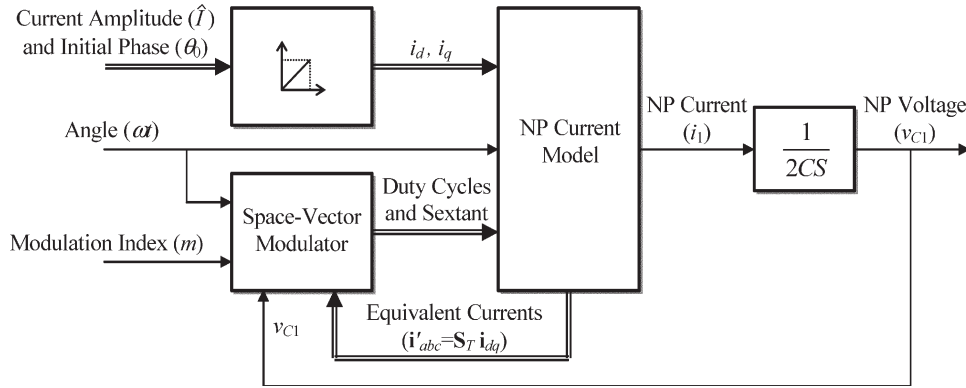 Current Amplitude (Î)
and Initial Phase (θ0)
id, iq
Angle (ωt)
NP Current
Model
NP Current
(i1)
1
2CS
NP Voltage
(vC1)
Space-Vector
Modulator
Duty Cycles
and Sextant
Modulation Index (m)
vC1
Equivalent Currents
(i'abc=ST idq)